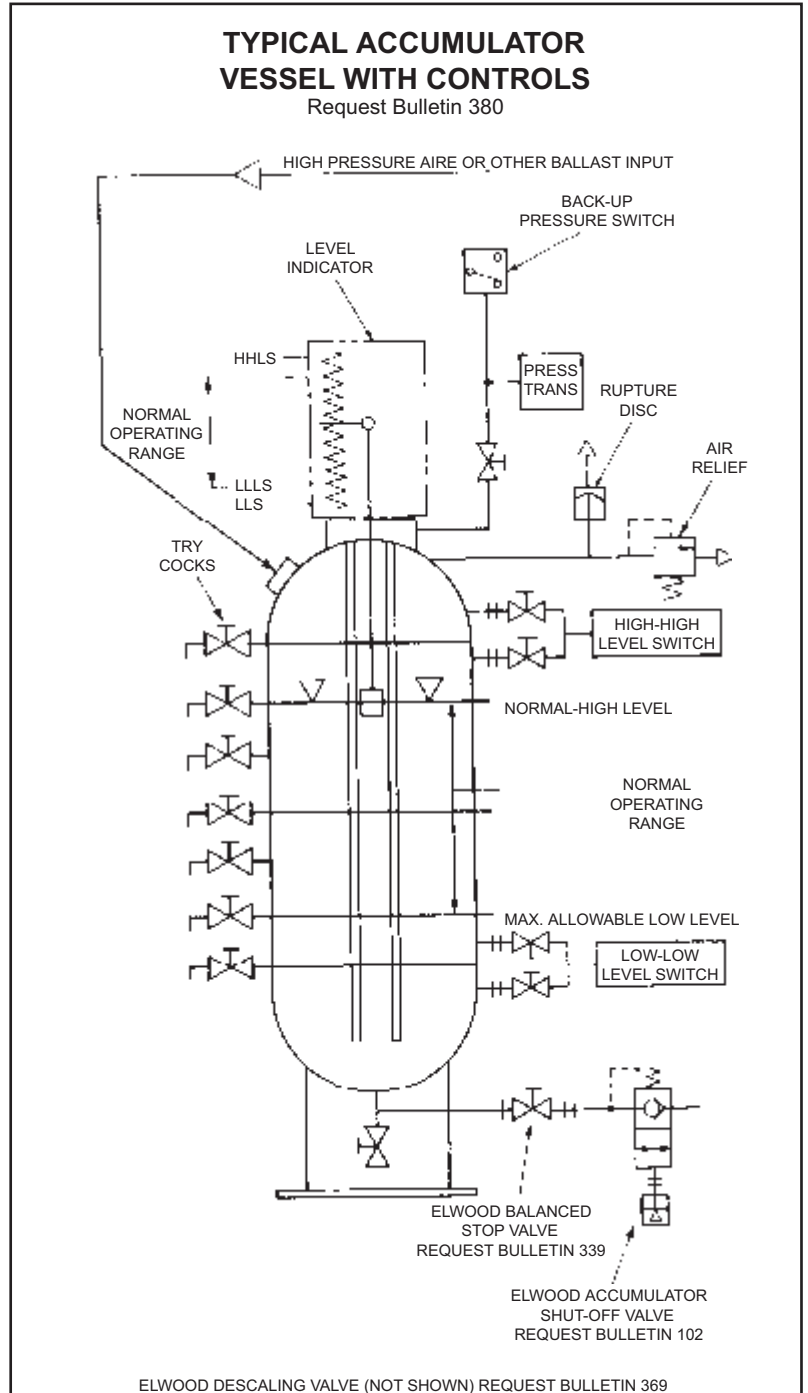 TYPICAL ACCUMULATOR
VESSEL WITH CONTROLS
Request Bulletin 380
HIGH PRESSURE AIRE OR OTHER BALLAST INPUT
BACK-UP
PRESSURE SWITCH
LEVEL
INDICATOR
HHLS
PRESS
TRANS
RUPTURE
DISC
NORMAL
OPERATING
RANGE
AIR
RELIEF
LLLS
LLS
TRY
COCKS
HIGH-HIGH
LEVEL SWITCH
NORMAL-HIGH LEVEL
NORMAL
OPERATING
RANGE
MAX. ALLOWABLE LOW LEVEL
LOW-LOW
LEVEL SWITCH
ELWOOD BALANCED
STOP VALVE
REQUEST BULLETIN 339
ELWOOD ACCUMULATOR
SHUT-OFF VALVE
REQUEST BULLETIN 102
ELWOOD DESCALING VALVE (NOT SHOWN) REQUEST BULLETIN 369